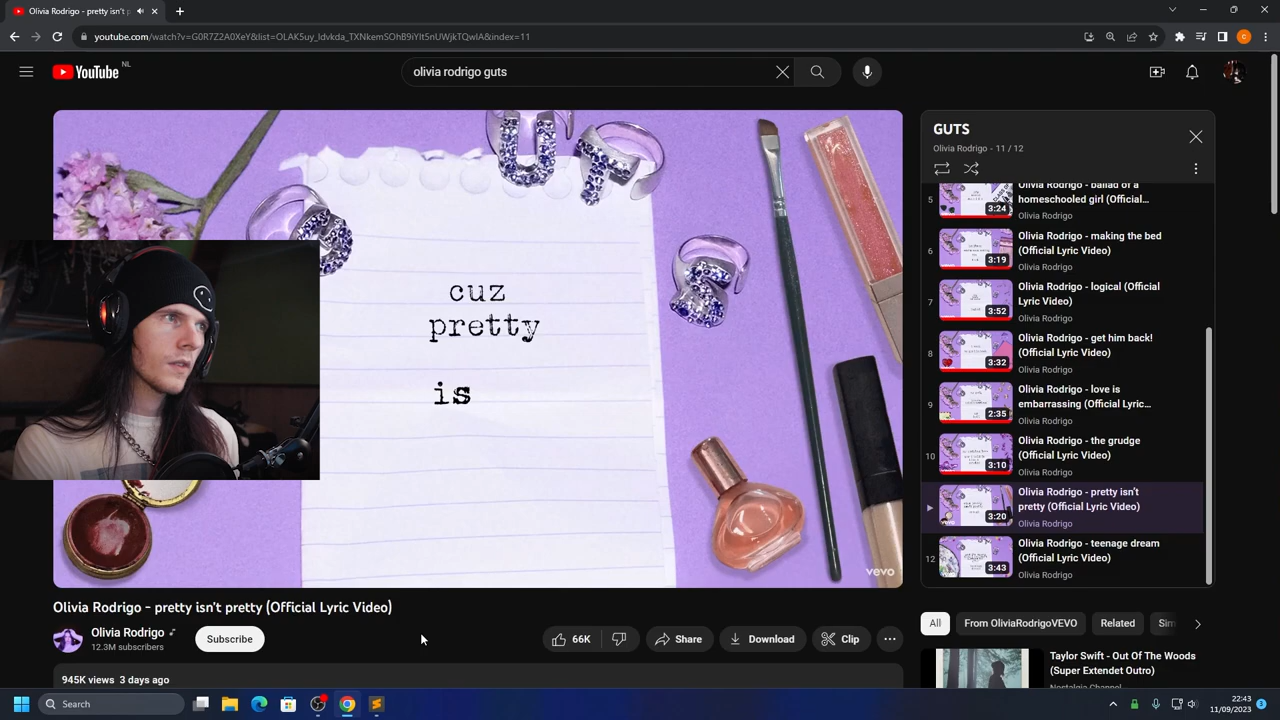 Olivia Rodrigo - pretty isn't p
youtube.com/watch?v=G0R7Z2A0XeY&list=OLAK5uy_ldvkda_TXNkemSOhB9iYlt5nUWjkTQwIA&index=11
YouTube NL
olivia rodrigo guts
cuz
pretty
is
vevo
GUTS
Olivia Rodrigo - 11 / 12
5
3:24
Olivia Rodrigo - ballad of a
homeschooled girl (Official...
Olivia Rodrigo
6
3:19
Olivia Rodrigo - making the bed
(Official Lyric Video)
Olivia Rodrigo
7
3:52
Olivia Rodrigo - logical (Official
Lyric Video)
Olivia Rodrigo
8
3:32
Olivia Rodrigo - get him back!
(Official Lyric Video)
Olivia Rodrigo
9
2:35
Olivia Rodrigo - love is
embarrassing (Official Lyric...
Olivia Rodrigo
10
3:10
Olivia Rodrigo - the grudge
(Official Lyric Video)
Olivia Rodrigo
3:20
Olivia Rodrigo - pretty isn't
pretty (Official Lyric Video)
Olivia Rodrigo
12
3:43
Olivia Rodrigo - teenage dream
(Official Lyric Video)
Olivia Rodrigo
Olivia Rodrigo - pretty isn't pretty (Official Lyric Video)
Olivia Rodrigo
12.3M subscribers
Subscribe
66K
Share
Download
Clip
945K views 3 days ago
All
From OliviaRodrigoVEVO
Related
Sim
Taylor Swift - Out Of The Woods
(Super Extendet Outro)
Nostalgia Channel
Search
22:43
11/09/2023
3